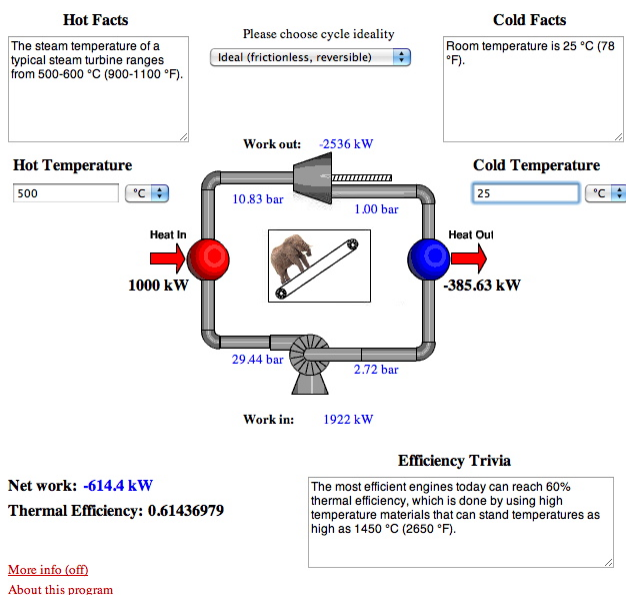 Hot Facts
The steam temperature of a
typical steam turbine ranges
from 500-600 °C (900-1100 °F).
Please choose cycle ideality
Ideal (frictionless, reversible)
Cold Facts
Room temperature is 25 °C (78
°F).
Work out: -2536 kW
Hot Temperature
500 °C
Cold Temperature
25 °C
10.83 bar
1.00 bar
Heat In
1000 kW
Heat Out
-385.63 kW
29.44 bar
2.72 bar
Work in: 1922 kW
Efficiency Trivia
The most efficient engines today can reach 60%
thermal efficiency, which is done by using high
temperature materials that can stand temperatures as
high as 1450 °C (2650 °F).
Net work: -614.4 kW
Thermal Efficiency: 0.61436979
More info (off)
About this program